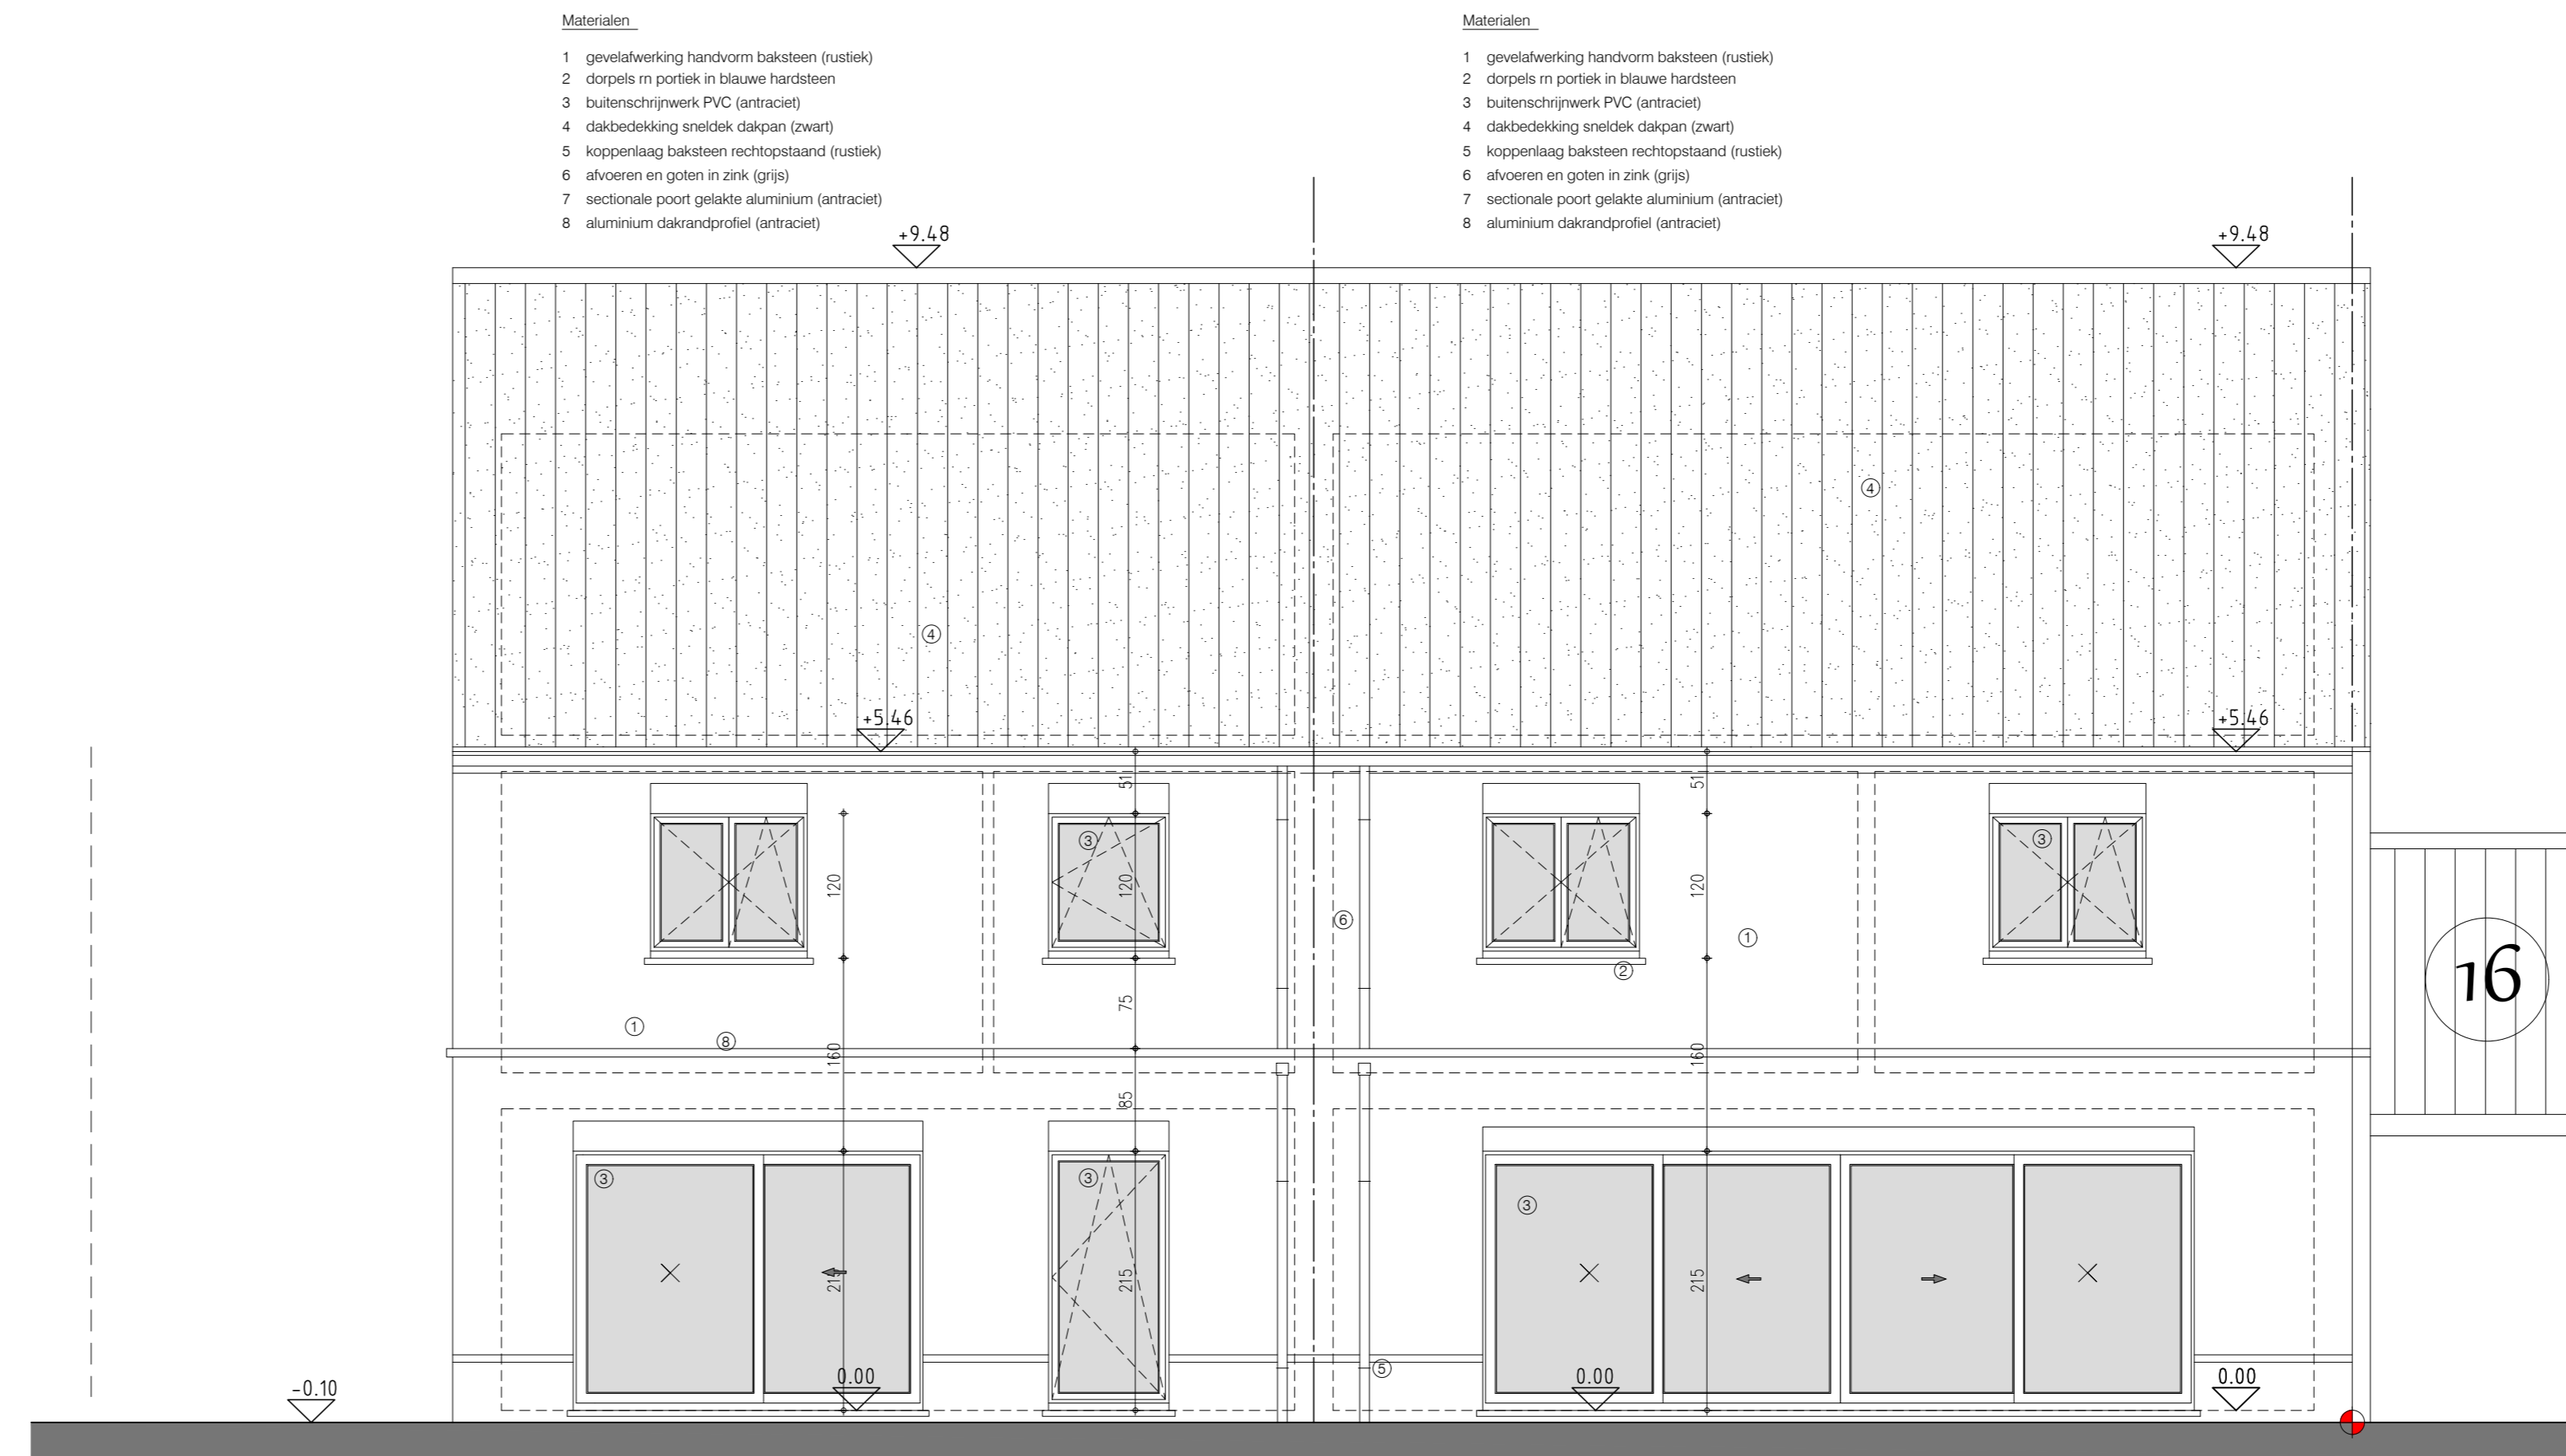 Materialen
1 gevelafwerking handvorm baksteen (rustiek)
2 dorpels rn portiek in blauwe hardsteen
3 buitenschrijnwerk PVC (antraciet)
4 dakbedekking sneldek dakpan (zwart)
5 koppenlaag baksteen rechtopstaand (rustiek)
6 afvoeren en goten in zink (grijs)
7 sectionale poort gelakte aluminium (antraciet)
8 aluminium dakrandprofiel (antraciet)
Materialen
1 gevelafwerking handvorm baksteen (rustiek)
2 dorpels rn portiek in blauwe hardsteen
3 buitenschrijnwerk PVC (antraciet)
4 dakbedekking sneldek dakpan (zwart)
5 koppenlaag baksteen rechtopstaand (rustiek)
6 afvoeren en goten in zink (grijs)
7 sectionale poort gelakte aluminium (antraciet)
8 aluminium dakrandprofiel (antraciet)
+9.48
+9.48
4
4
+5.46
+5.46
51
51
3
3
120
120
120
6
1
2
16
75
1
8
160
160
85
3
3
3
215
215
215
5
0.00
0.00
0.00
-0.10